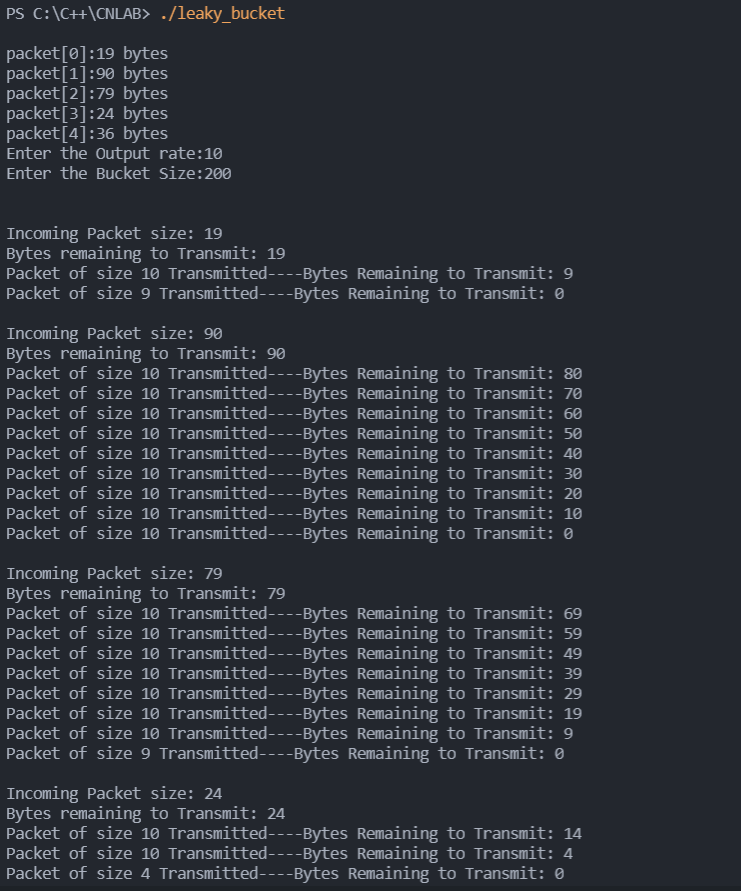 PS C:\C++\CNLAB> ./leaky_bucket
packet[0]:19 bytes
packet[1]:90 bytes
packet[2]:79 bytes
packet[3]:24 bytes
packet[4]:36 bytes
Enter the Output rate:10
Enter the Bucket Size:200
Incoming Packet size: 19
Bytes remaining to Transmit: 19
Packet of size 10 Transmitted----Bytes Remaining to Transmit: 9
Packet of size 9 Transmitted----Bytes Remaining to Transmit: 0
Incoming Packet size: 90
Bytes remaining to Transmit: 90
Packet of size 10 Transmitted----Bytes Remaining to Transmit: 80
Packet of size 10 Transmitted----Bytes Remaining to Transmit: 70
Packet of size 10 Transmitted----Bytes Remaining to Transmit: 60
Packet of size 10 Transmitted----Bytes Remaining to Transmit: 50
Packet of size 10 Transmitted----Bytes Remaining to Transmit: 40
Packet of size 10 Transmitted----Bytes Remaining to Transmit: 30
Packet of size 10 Transmitted----Bytes Remaining to Transmit: 20
Packet of size 10 Transmitted----Bytes Remaining to Transmit: 10
Packet of size 10 Transmitted----Bytes Remaining to Transmit: 0
Incoming Packet size: 79
Bytes remaining to Transmit: 79
Packet of size 10 Transmitted----Bytes Remaining to Transmit: 69
Packet of size 10 Transmitted----Bytes Remaining to Transmit: 59
Packet of size 10 Transmitted----Bytes Remaining to Transmit: 49
Packet of size 10 Transmitted----Bytes Remaining to Transmit: 39
Packet of size 10 Transmitted----Bytes Remaining to Transmit: 29
Packet of size 10 Transmitted----Bytes Remaining to Transmit: 19
Packet of size 10 Transmitted----Bytes Remaining to Transmit: 9
Packet of size 9 Transmitted----Bytes Remaining to Transmit: 0
Incoming Packet size: 24
Bytes remaining to Transmit: 24
Packet of size 10 Transmitted----Bytes Remaining to Transmit: 14
Packet of size 10 Transmitted----Bytes Remaining to Transmit: 4
Packet of size 4 Transmitted----Bytes Remaining to Transmit: 0